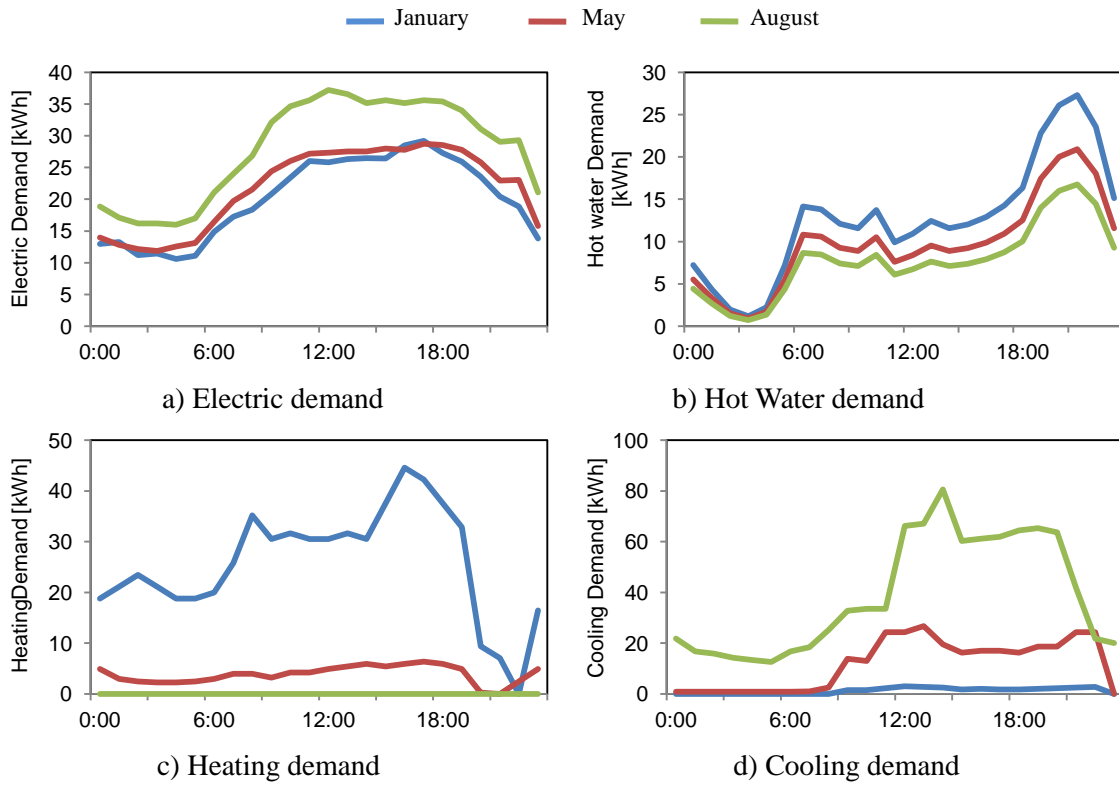 January May August
Electric Demand [kWh]
40
35
30
25
20
15
10
5
0
0:00 6:00 12:00 18:00
a) Electric demand
Hot water Demand
[kWh]
30
25
20
15
10
5
0
0:00 6:00 12:00 18:00
b) Hot Water demand
HeatingDemand [kWh]
50
40
30
20
10
0
0:00 6:00 12:00 18:00
c) Heating demand
Cooling Demand [kWh]
100
80
60
40
20
0
0:00 6:00 12:00 18:00
d) Cooling demand